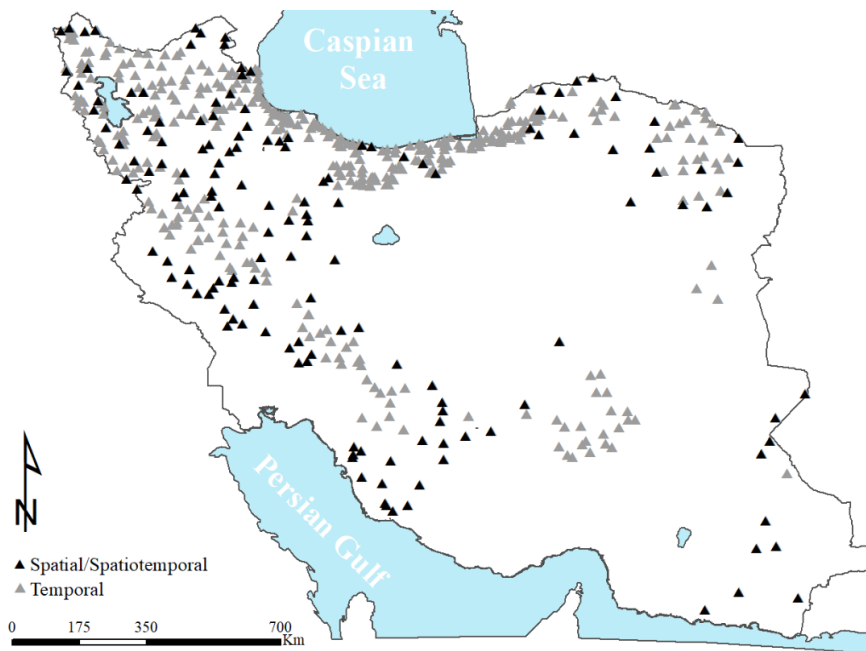 Caspian
Sea
Persian Gulf
N
Spatial/Spatiotemporal
Temporal
0 175 350 700
Km